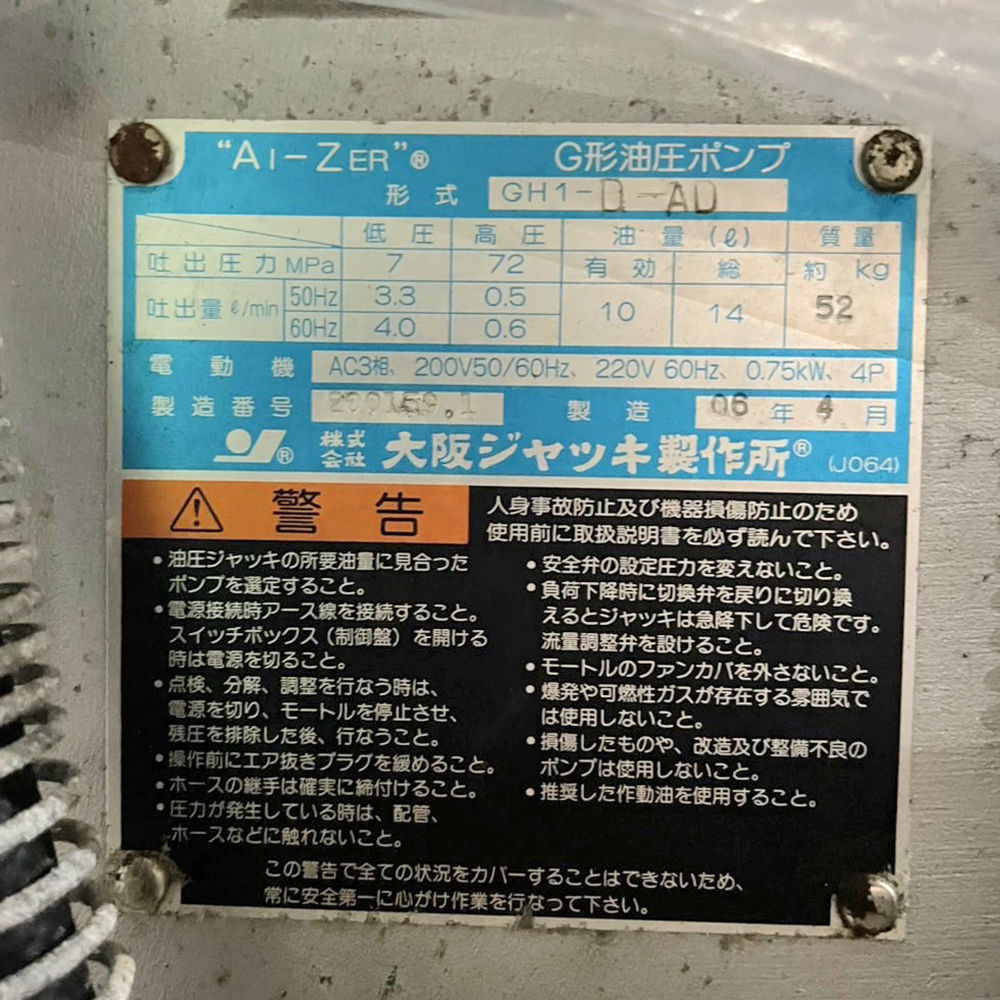 "AI-ZER"® G形油圧ポンプ
形式 GH1-D-AD
低圧 高圧 油量(ℓ) 質量
吐出圧力 MPa 7 72 有効 総 約 kg
吐出量 ℓ/min 50Hz 3.3 0.5 10 14 52
60Hz 4.0 0.6
電動機 AC3相、200V50/60Hz、220V 60Hz、0.75kW、4P
製造番号 製造 06年4月
® 株式会社 大阪ジャッキ製作所® (J064)
⚠ 警告
人身事故防止及び機器損傷防止のため
使用前に取扱説明書を必ず読んで下さい。
・油圧ジャッキの所要油量に見合った
ポンプを選定すること。
・電源接続時アース線を接続すること。
スイッチボックス(制御盤)を開ける
時は電源を切ること。
・点検、分解、調整を行なう時は、
電源を切り、モートルを停止させ、
残圧を排除した後、行なうこと。
・操作前にエア抜きプラグを緩めること。
・ホースの継手は確実に締付けること。
・圧力が発生している時は、配管、
ホースなどに触れないこと。
・安全弁の設定圧力を変えないこと。
・負荷下降時に切換弁を戻りに切り換
えるとジャッキは急降下して危険です。
流量調整弁を設けること。
・モートルのファンカバを外さないこと。
・爆発や可燃性ガスが存在する雰囲気で
は使用しないこと。
・損傷したものや、改造及び整備不良の
ポンプは使用しないこと。
・推奨した作動油を使用すること。
この警告で全ての状況をカバーすることはできないため、
常に安全第一に心がけ作業を行なって下さい。